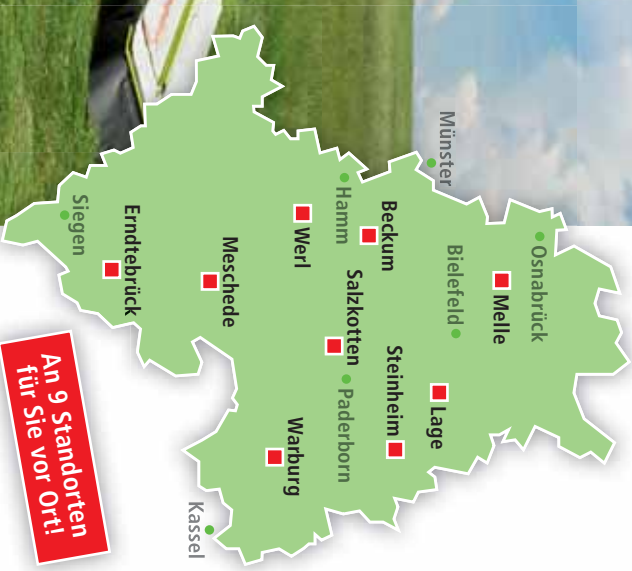 Osnabrück
Melle
Münster
Bielefeld
Lage
Beckum
Steinheim
Hamm
Salzkotten
Paderborn
Werl
Warburg
Meschede
Kassel
Erndtebrück
Siegen
An 9 Standorten
für Sie vor Ort!